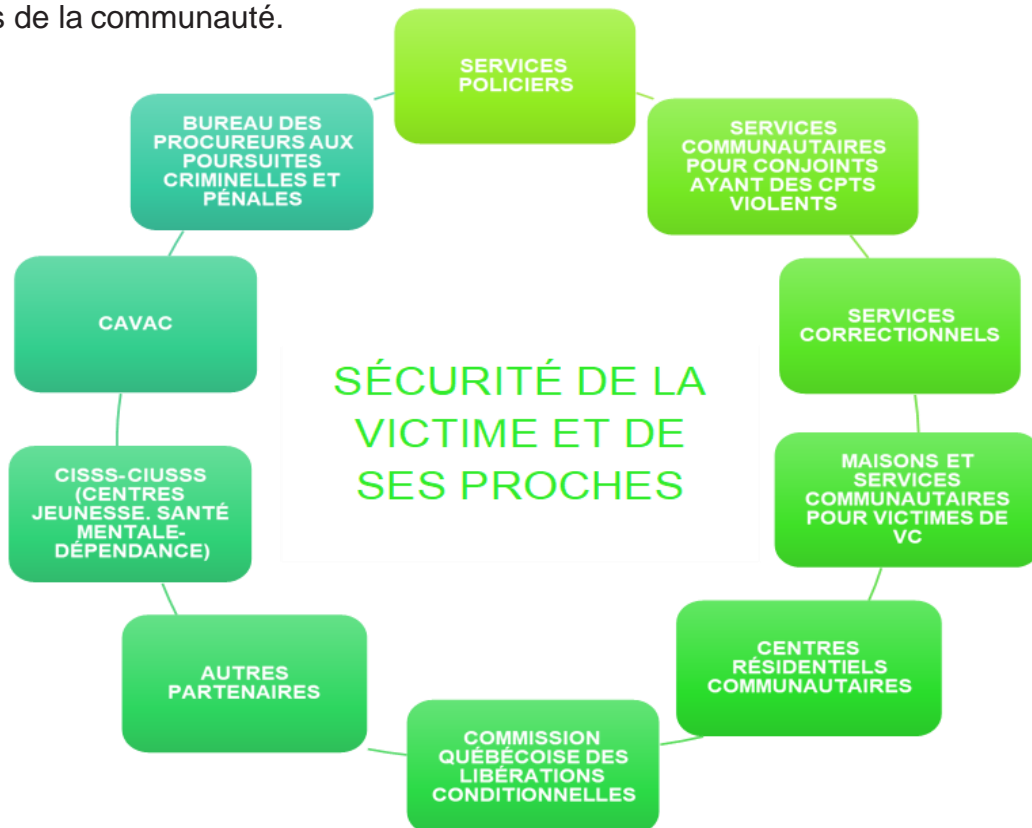 s de la communauté.
SERVICES
POLICIERS
SERVICES
COMMUNAUTAIRES
POUR CONJOINTS
AYANT DES CPTS
VIOLENTS
SERVICES
CORRECTIONNELS
MAISONS ET
SERVICES
COMMUNAUTAIRES
POUR VICTIMES DE
VC
CENTRES
RÉSIDENTIELS
COMMUNAUTAIRES
COMMISSION
QUÉBÉCOISE DES
LIBÉRATIONS
CONDITIONNELLES
AUTRES
PARTENAIRES
CISSS-CIUSSS
(CENTRES
JEUNESSE. SANTÉ
MENTALE-
DÉPENDANCE)
CAVAC
BUREAU DES
PROCUREURS AUX
POURSUITES
CRIMINELLES ET
PÉNALES
SÉCURITÉ DE LA
VICTIME ET DE
SES PROCHES